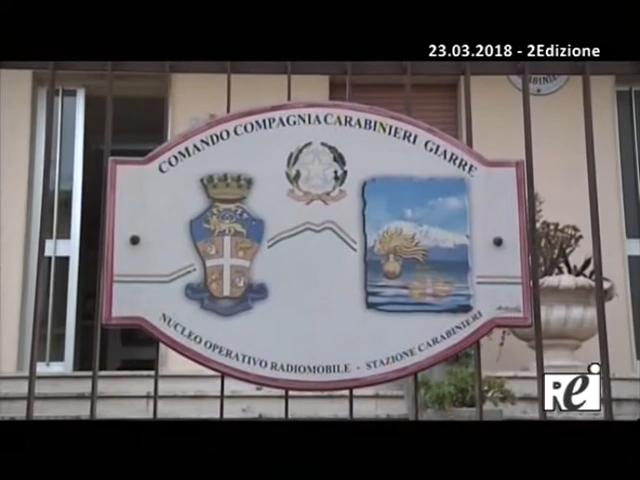 23.03.2018 - 2Edizione
COMANDO COMPAGNIA CARABINIERI GIARRE
NUCLEO OPERATIVO RADIOMOBILE - STAZIONE CARABINIERI
REi